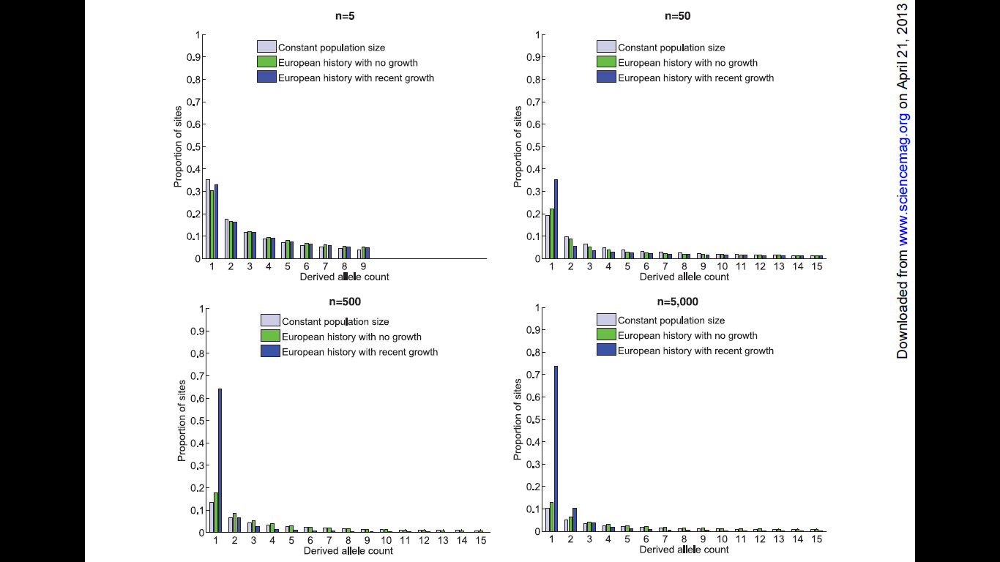 n=5
1
0.9
0.8
0.7
0.6
0.5
0.4
0.3
0.2
0.1
0
Proportion of sites
Constant population size
European history with no growth
European history with recent growth
1 2 3 4 5 6 7 8 9
Derived allele count
n=50
1
0.9
0.8
0.7
0.6
0.5
0.4
0.3
0.2
0.1
0
Proportion of sites
Constant population size
European history with no growth
European history with recent growth
1 2 3 4 5 6 7 8 9 10 11 12 13 14 15
Derived allele count
n=500
1
0.9
0.8
0.7
0.6
0.5
0.4
0.3
0.2
0.1
0
Proportion of sites
Constant population size
European history with no growth
European history with recent growth
1 2 3 4 5 6 7 8 9 10 11 12 13 14 15
Derived allele count
n=5,000
1
0.9
0.8
0.7
0.6
0.5
0.4
0.3
0.2
0.1
0
Proportion of sites
Constant population size
European history with no growth
European history with recent growth
1 2 3 4 5 6 7 8 9 10 11 12 13 14 15
Derived allele count
Downloaded from www.sciencemag.org on April 21, 2013